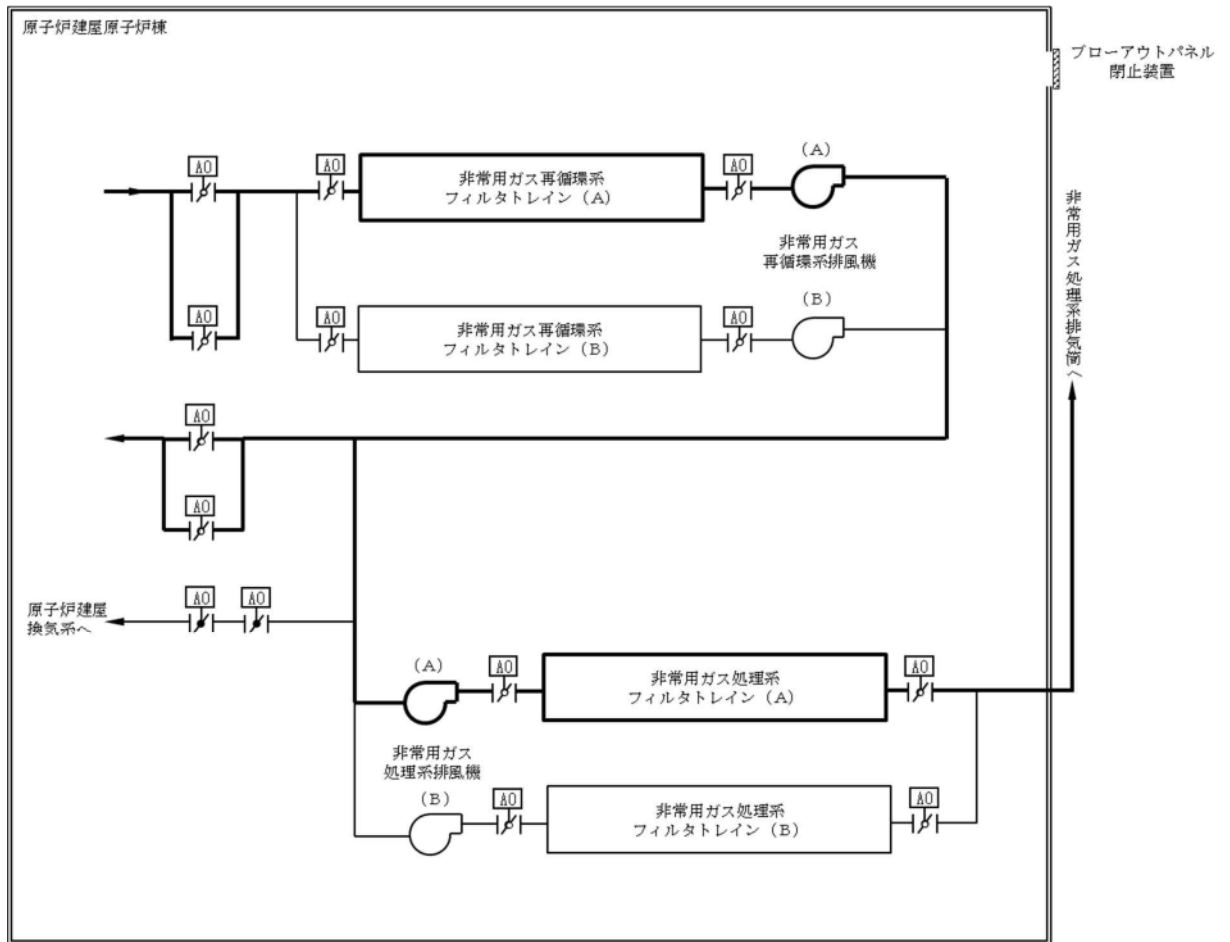 原子炉建屋原子炉棟
ブローアウトパネル
閉止装置
AO
AO
AO
(A)
非常用ガス再循環系
フィルタトレイン(A)
非常用ガス
再循環系排風機
AO
AO
AO
(B)
非常用ガス再循環系
フィルタトレイン(B)
非常用ガス処理系排気筒へ
AO
AO
AO
AO
原子炉建屋
換気系へ
(A)
AO
AO
非常用ガス処理系
フィルタトレイン(A)
非常用ガス
処理系排風機
(B)
AO
AO
非常用ガス処理系
フィルタトレイン(B)